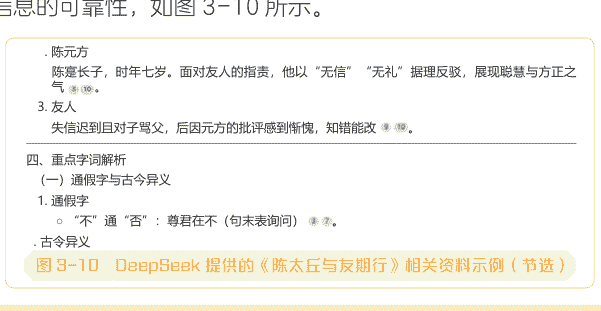 信息的可靠性，如图 3-10 所示。
. 陈元方
陈寔长子，时年七岁。面对友人的指责，他以“无信”“无礼”据理反驳，展现聪慧与方正之
气 ⑧ ⑩。
3. 友人
失信迟到且对子骂父，后因元方的批评感到惭愧，知错能改 ⑨ ⑩。
四、重点字词解析
（一）通假字与古今异义
1. 通假字
○ “不”通“否”：尊君在不（句末表询问） ⑧ ⑦。
. 古今异义
图 3-10 DeepSeek 提供的《陈太丘与友期行》相关资料示例（节选）